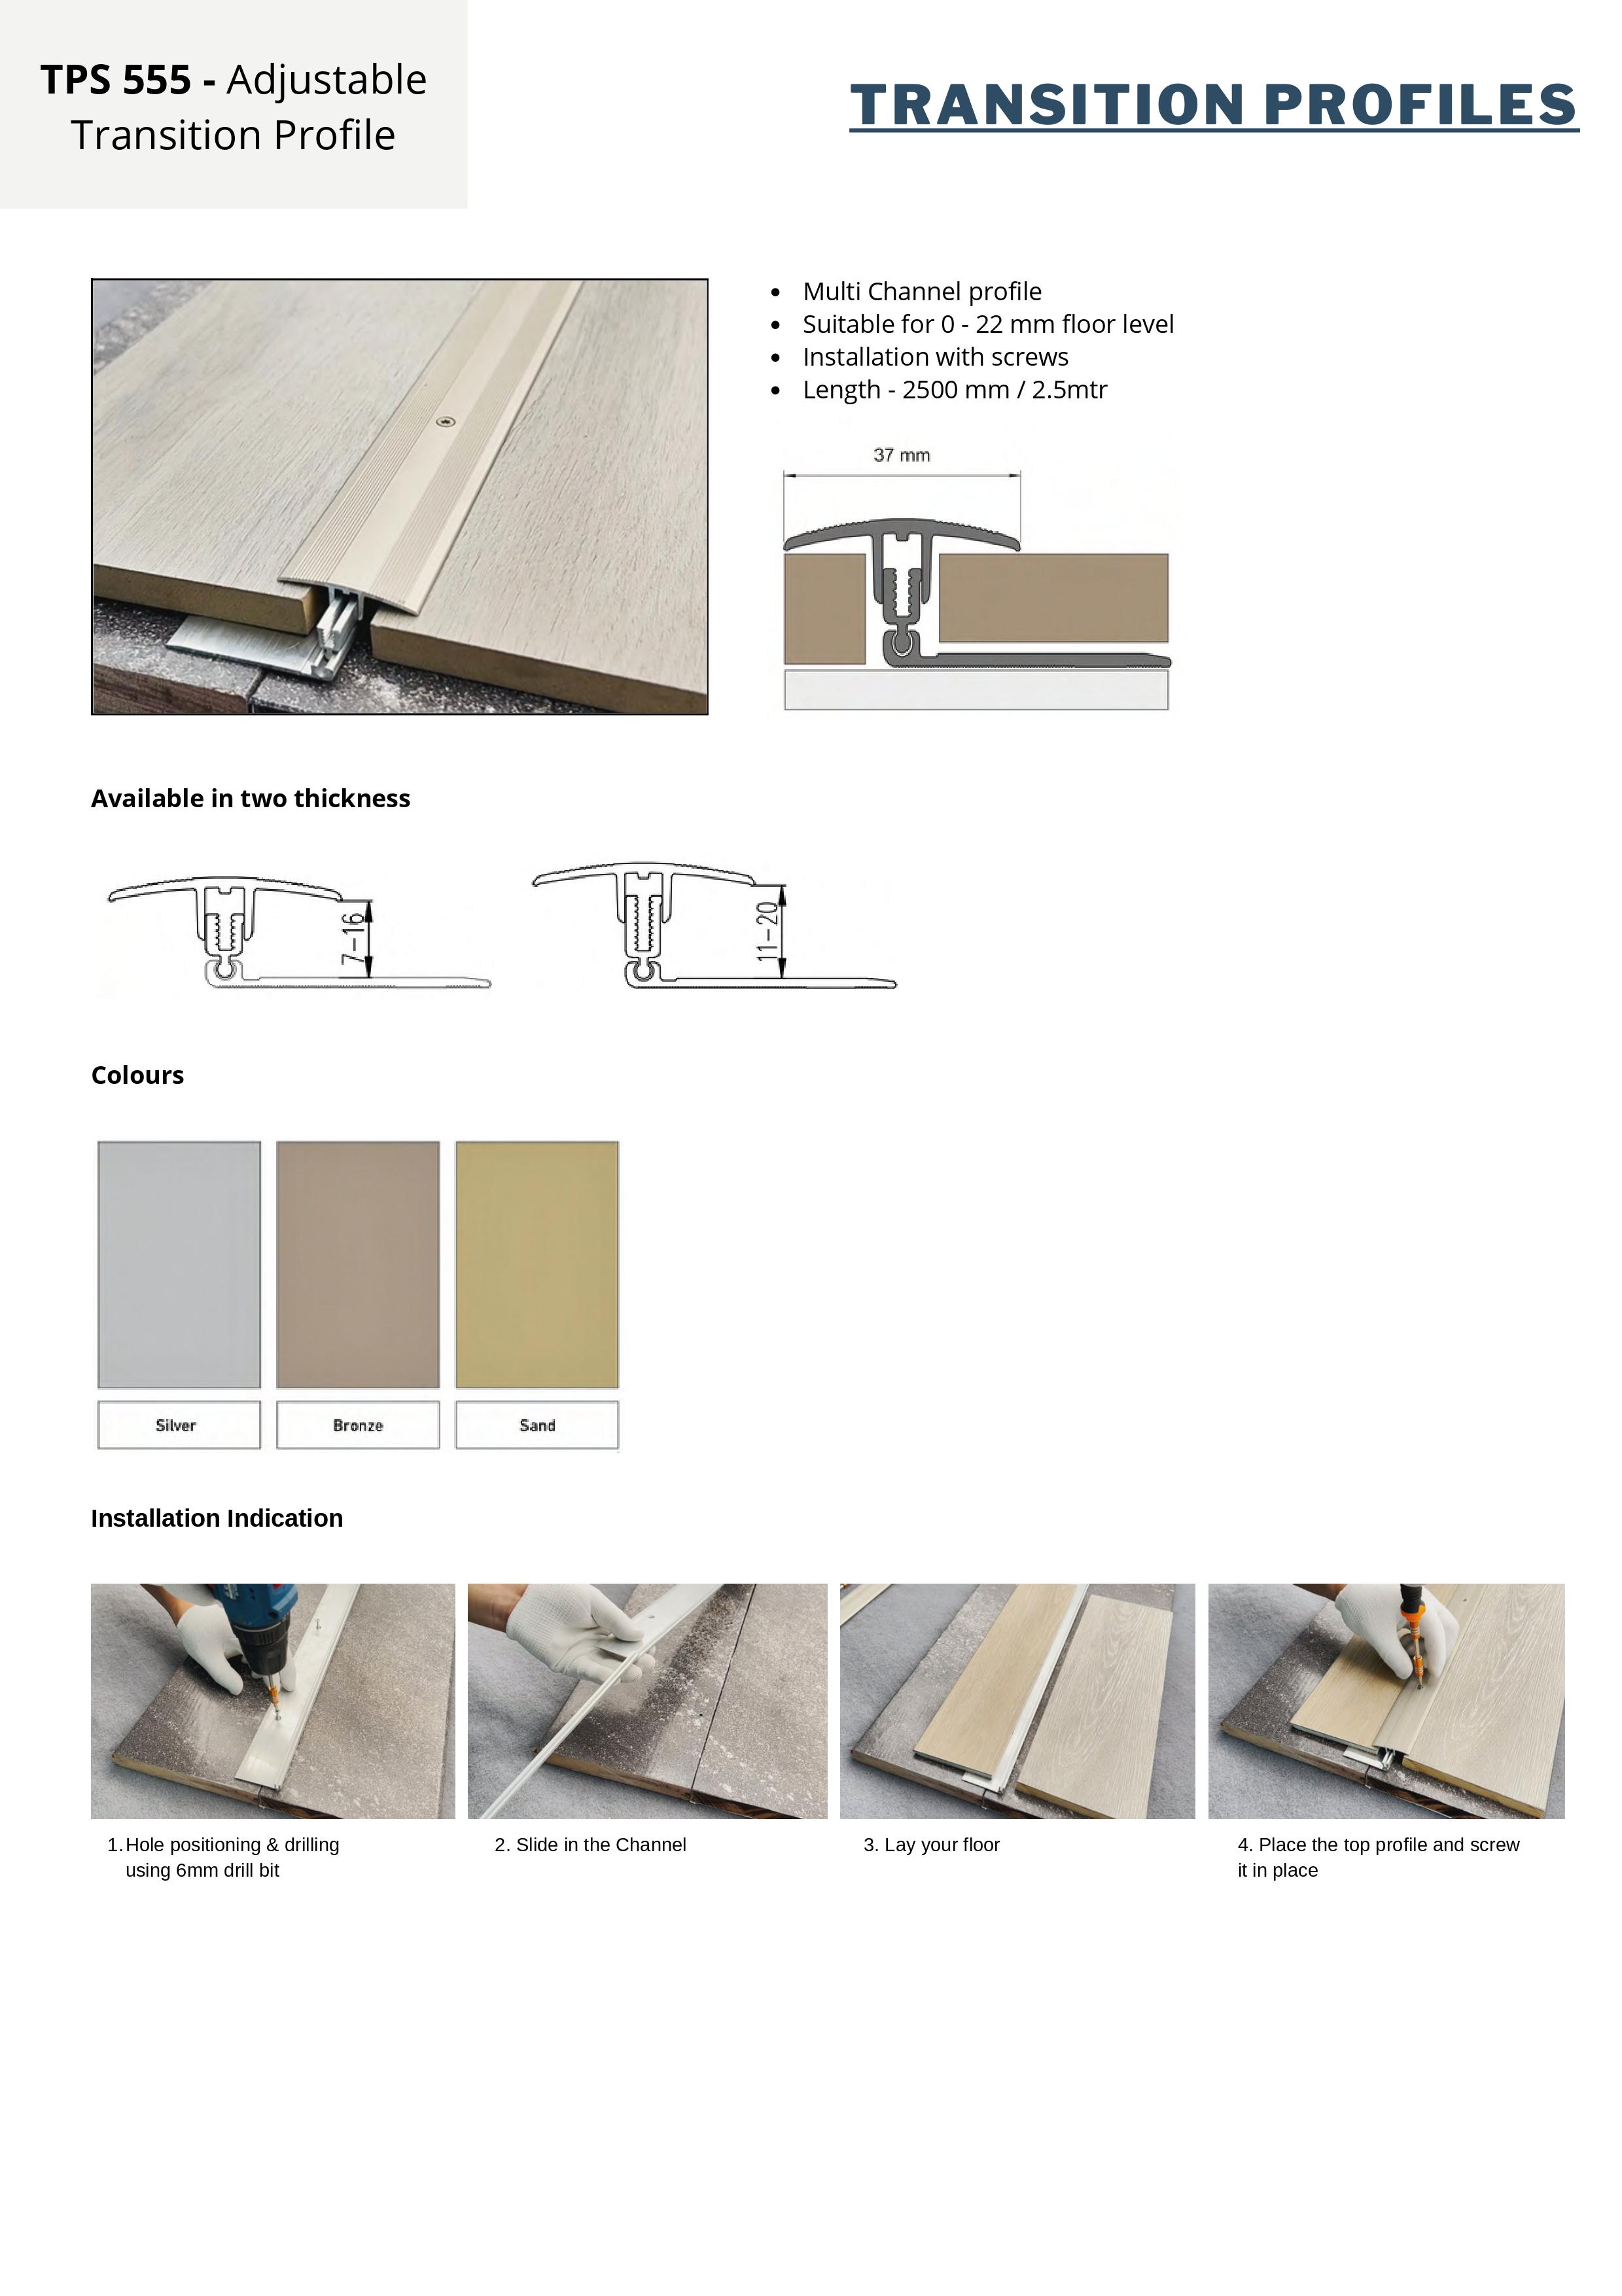 TPS 555 - Adjustable
Transition Profile
TRANSITION PROFILES
• Multi Channel profile
• Suitable for 0 - 22 mm floor level
• Installation with screws
• Length - 2500 mm / 2.5mtr
37 mm
Available in two thickness
7-16
11-20
Colours
Silver
Bronze
Sand
Installation Indication
1. Hole positioning & drilling
using 6mm drill bit
2. Slide in the Channel
3. Lay your floor
4. Place the top profile and screw
it in place